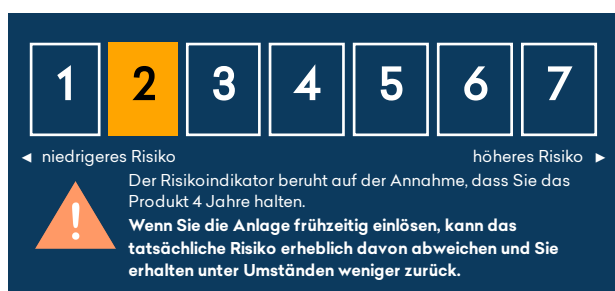 1 2 3 4 5 6 7
◄ niedrigeres Risiko höheres Risiko ►
Der Risikoindikator beruht auf der Annahme, dass Sie das
Produkt 4 Jahre halten.
Wenn Sie die Anlage frühzeitig einlösen, kann das
tatsächliche Risiko erheblich davon abweichen und Sie
erhalten unter Umständen weniger zurück.